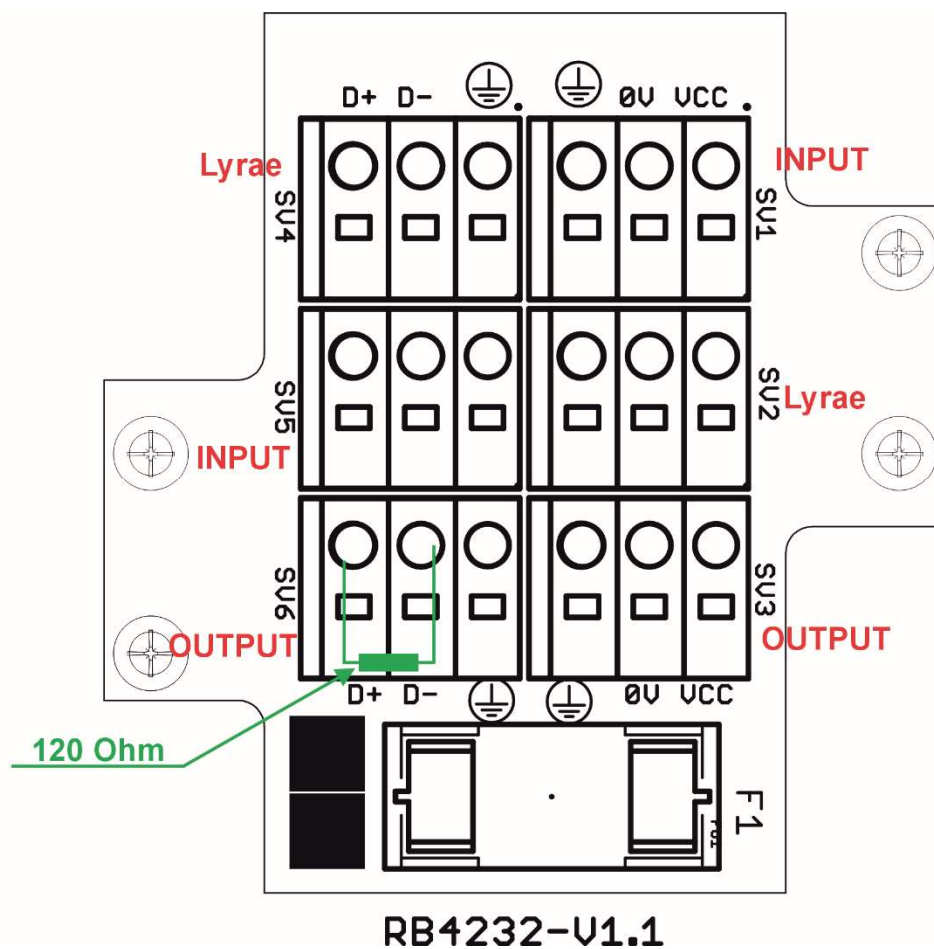 D+ D- 0V VCC
Lyrae
INPUT
SV4
SV1
SV5
SV2
Lyrae
INPUT
SV6
SV3
OUTPUT
OUTPUT
D+ D- 0V VCC
120 Ohm
F1
RB4232-V1.1